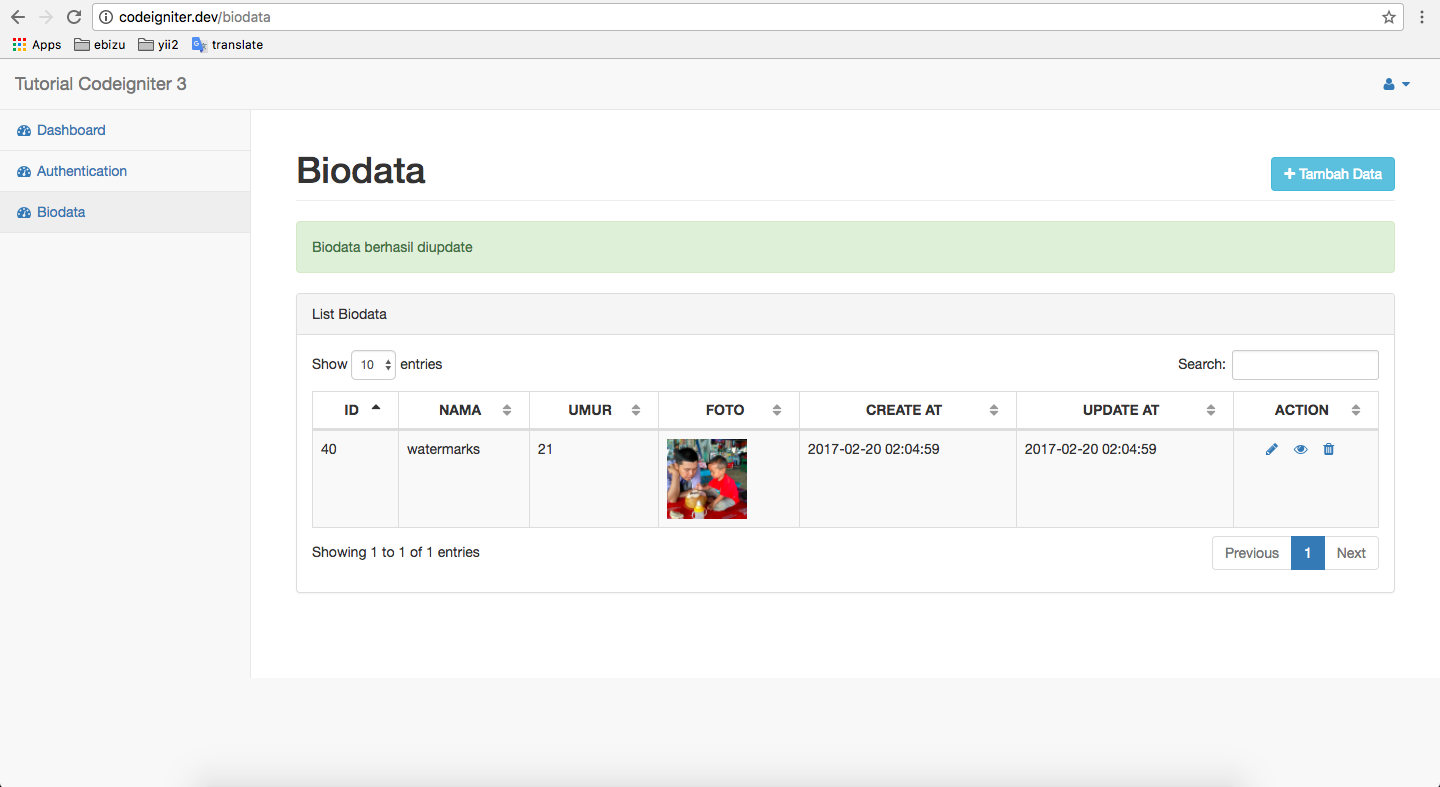 codeigniter.dev/biodata
Apps ebizu yii2 translate
Tutorial Codeigniter 3
Dashboard
Authentication
Biodata
Biodata
Tambah Data
Biodata berhasil diupdate
List Biodata
Show 10 entries
Search:
ID NAMA UMUR FOTO CREATE AT UPDATE AT ACTION
40 watermarks 21 2017-02-20 02:04:59 2017-02-20 02:04:59
Showing 1 to 1 of 1 entries
Previous 1 Next